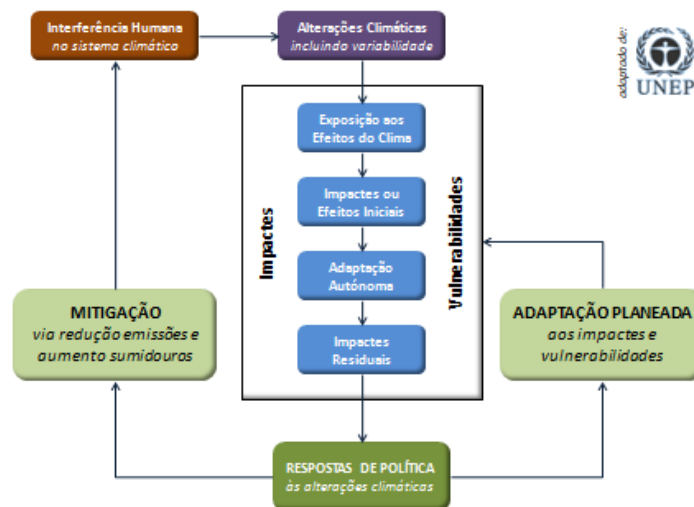 Interferência Humana
no sistema climático
Alterações Climáticas
incluindo variabilidade
adaptado de:
UNEP
Exposição aos
Efeitos do Clima
Impactes ou
Efeitos Iniciais
Adaptação
Autónoma
Impactes
Residuais
Impactes
Vulnerabilidades
MITIGAÇÃO
via redução emissões e
aumento sumidouros
ADAPTAÇÃO PLANEADA
aos impactes e
vulnerabilidades
RESPOSTAS DE POLÍTICA
às alterações climáticas